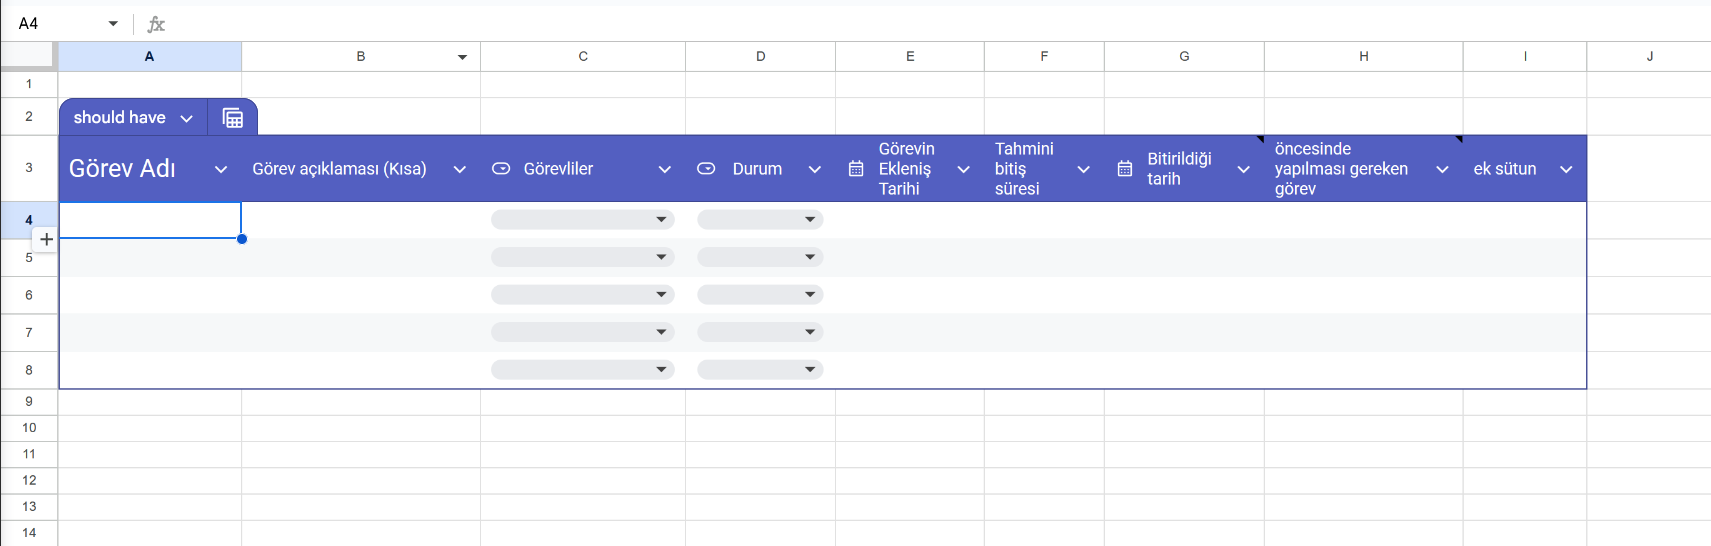 A4
fx
A B C D E F G H I J
1
2
should have
3
Görev Adı
Görev açıklaması (Kısa)
Görevliler
Durum
Görevin
Ekleniş
Tarihi
Tahmini
bitiş
süresi
Bitirildiği
tarih
öncesinde
yapılması gereken
görev
ek sütun
4
5
6
7
8
9
10
11
12
13
14